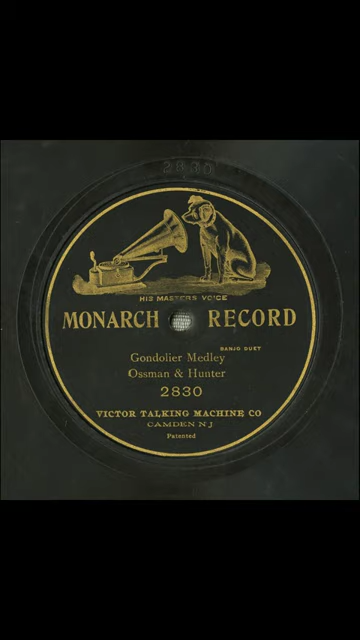 2830
HIS MASTERS VOICE
MONARCH RECORD
BANJO DUET
Gondolier Medley
Ossman & Hunter
2830
VICTOR TALKING MACHINE CO
CAMDEN N J
Patented